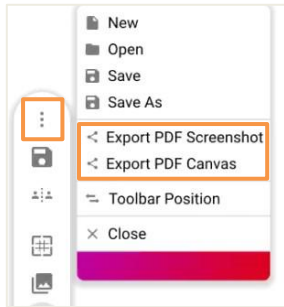 New
Open
Save
Save As
Export PDF Screenshot
Export PDF Canvas
Toolbar Position
Close